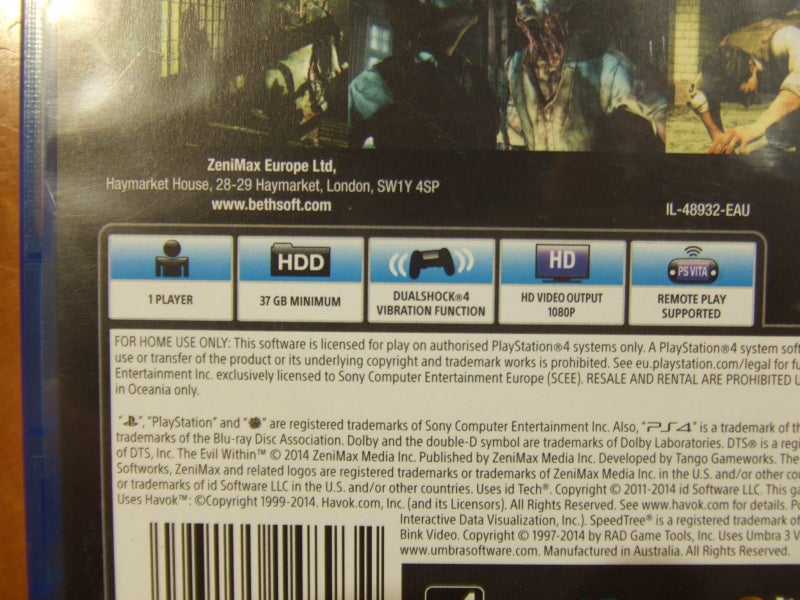 ZeniMax Europe Ltd,
Haymarket House, 28-29 Haymarket, London, SW1Y 4SP
www.bethsoft.com
IL-48932-EAU
HDD
HD
PS VITA
1 PLAYER
37 GB MINIMUM
DUALSHOCK®4
VIBRATION FUNCTION
HD VIDEO OUTPUT
1080P
REMOTE PLAY
SUPPORTED
FOR HOME USE ONLY: This software is licensed for play on authorised PlayStation®4 systems only. A PlayStation®4 system soft
use or transfer of the product or its underlying copyright and trademark works is prohibited. See eu.playstation.com/legal for fu
Entertainment Inc. exclusively licensed to Sony Computer Entertainment Europe (SCEE). RESALE AND RENTAL ARE PROHIBITED U
in Oceania only.
" ", "PlayStation" and " " are registered trademarks of Sony Computer Entertainment Inc. Also, "PS4" is a trademark of th
trademarks of the Blu-ray Disc Association. Dolby and the double-D symbol are trademarks of Dolby Laboratories. DTS® is a regi
of DTS, Inc. The Evil Within™ © 2014 ZeniMax Media Inc. Published by ZeniMax Media Inc. Developed by Tango Gameworks. The
Softworks, ZeniMax and related logos are registered trademarks or trademarks of ZeniMax Media Inc. in the U.S. and/or other cou
or trademarks of id Software LLC in the U.S. and/or other countries. Uses id Tech®. Copyright © 2011-2014 id Software LLC. This ga
Uses Havok™: ©Copyright 1999-2014. Havok.com, Inc. (and its Licensors). All Rights Reserved. See www.havok.com for details. Po
Interactive Data Visualization, Inc.). SpeedTree® is a registered trademark of
Bink Video. Copyright © 1997-2014 by RAD Game Tools, Inc. Uses Umbra 3 V
www.umbrasoftware.com. Manufactured in Australia. All Rights Reserved.